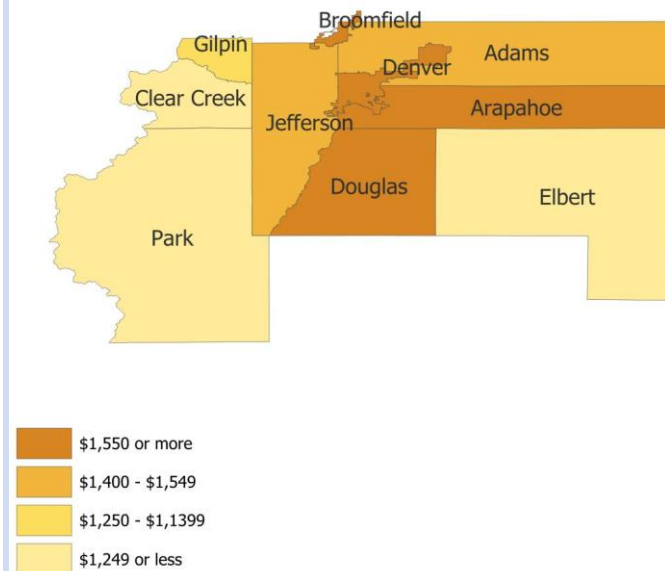 Broomfield
Gilpin
Adams
Denver
Clear Creek
Arapahoe
Jefferson
Douglas
Elbert
Park
$1,550 or more
$1,400 - $1,549
$1,250 - $1,1399
$1,249 or less